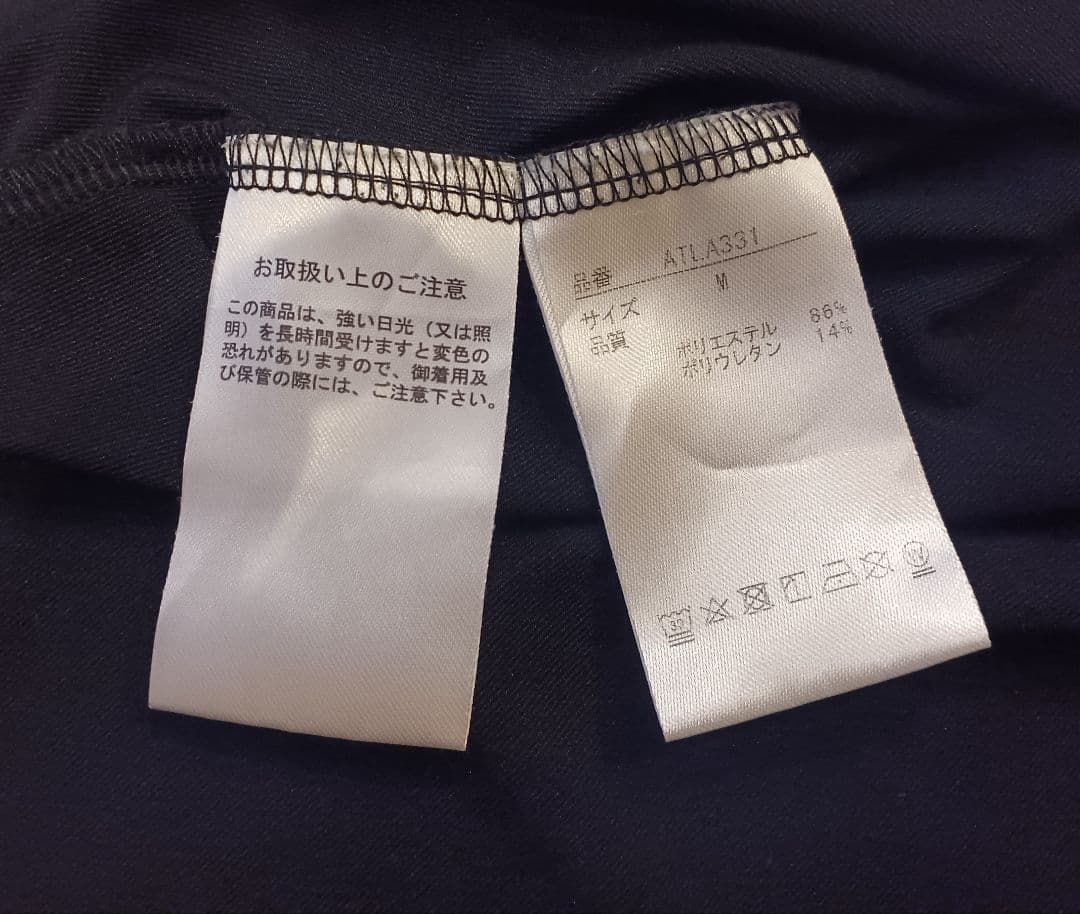 お取扱い上のご注意
この商品は、強い日光（又は照
明）を長時間受けますと変色の
恐れがありますので、御着用及
び保管の際には、ご注意下さい。
品番 ATLA331
サイズ M
品質 ポリエステル 86%
ポリウレタン 14%
30
W